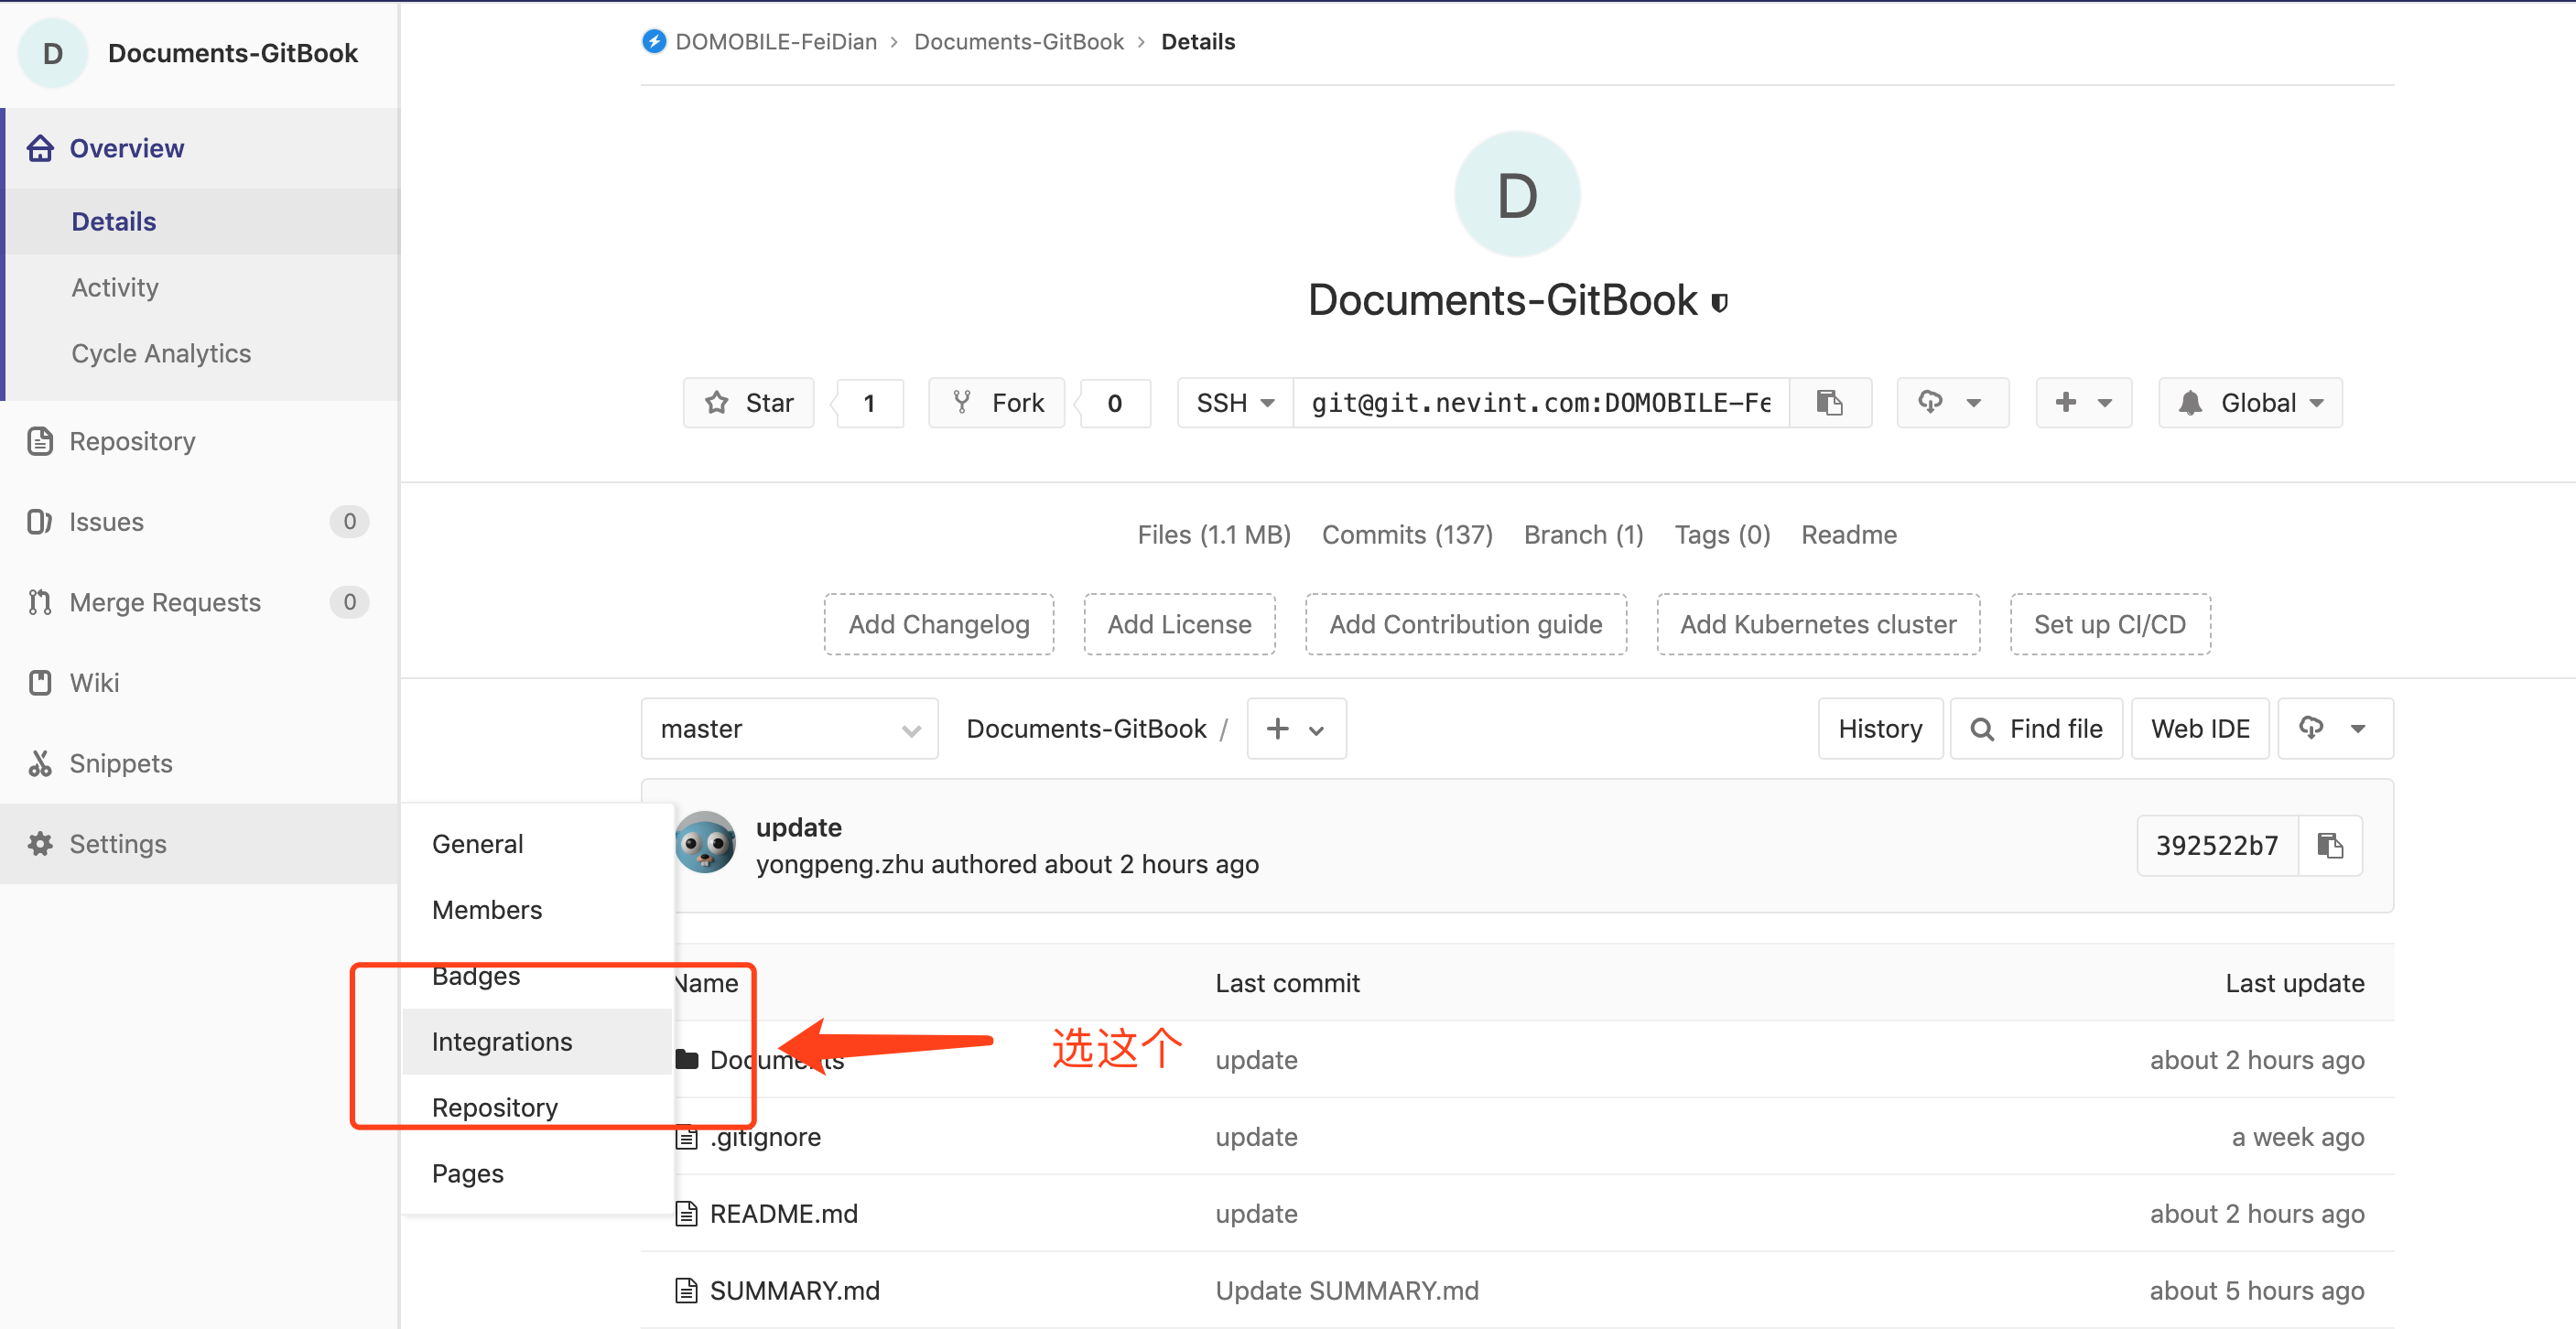 D Documents-GitBook
Overview
Details
Activity
Cycle Analytics
Repository
Issues 0
Merge Requests 0
Wiki
Snippets
Settings
General
Members
Badges
Integrations
Repository
Pages
DOMOBILE-FeiDian › Documents-GitBook › Details
D
Documents-GitBook
Star 1 Fork 0 SSH git@git.nevint.com:DOMOBILE-Fe Global
Files (1.1 MB) Commits (137) Branch (1) Tags (0) Readme
Add Changelog Add License Add Contribution guide Add Kubernetes cluster Set up CI/CD
master Documents-GitBook / + History Find file Web IDE
update
yongpeng.zhu authored about 2 hours ago
392522b7
Name Last commit Last update
Documents update about 2 hours ago
选这个
.gitignore update a week ago
README.md update about 2 hours ago
SUMMARY.md Update SUMMARY.md about 5 hours ago